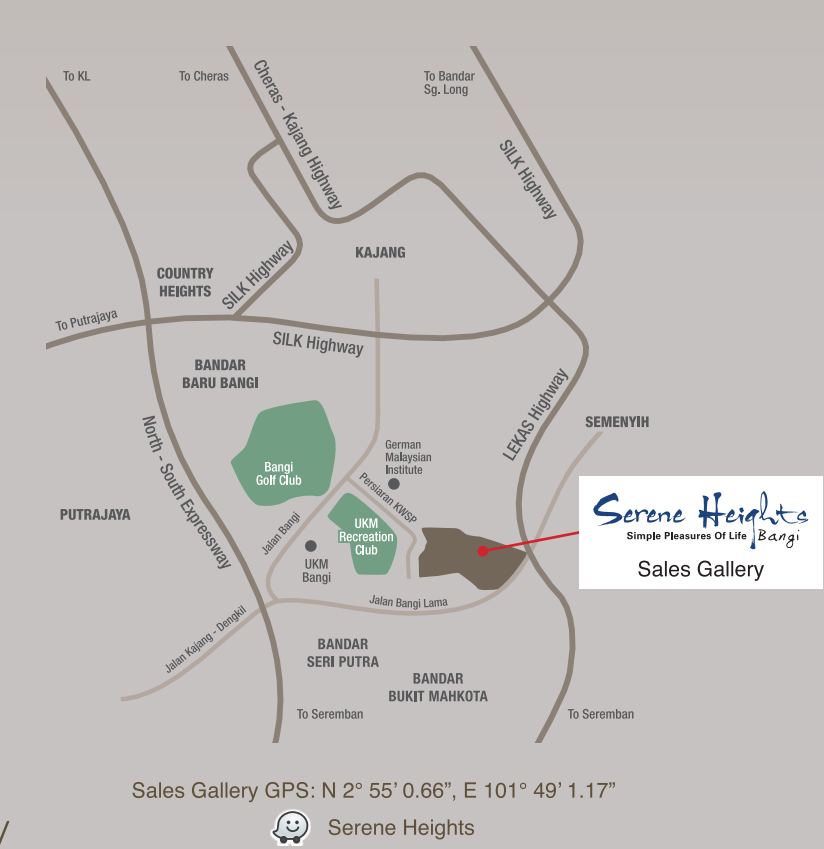 To KL
To Cheras
To Bandar
Sg. Long
Cheras - Kajang Highway
SILK Highway
KAJANG
COUNTRY
HEIGHTS
SILK Highway
To Putrajaya
SILK Highway
BANDAR
BARU BANGI
LEKAS Highway
SEMENYIH
North - South Expressway
German
Malaysian
Institute
Bangi
Golf Club
Persiaran KWSP
PUTRAJAYA
Jalan Bangi
UKM
Recreation
Club
UKM
Bangi
Serene Heights
Simple Pleasures Of Life Bangi
Sales Gallery
Jalan Bangi Lama
Jalan Kajang - Dengkil
BANDAR
SERI PUTRA
BANDAR
BUKIT MAHKOTA
To Seremban
To Seremban
Sales Gallery GPS: N 2° 55’ 0.66”, E 101° 49’ 1.17”
Serene Heights